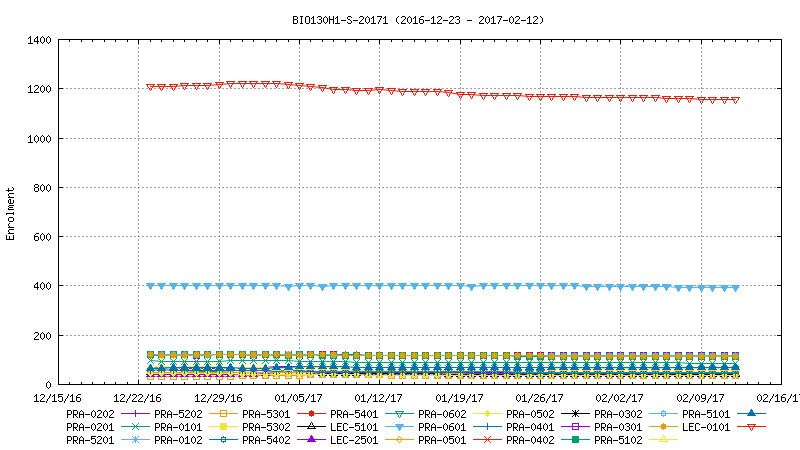 BIO130H1-S-20171 (2016-12-23 - 2017-02-12)
1400
1200
1000
800
600
400
200
0
Enrolment
12/15/16 12/22/16 12/29/16 01/05/17 01/12/17 01/19/17 01/26/17 02/02/17 02/09/17 02/16/17
PRA-0202 PRA-5202 PRA-5301 PRA-5401 PRA-0602 PRA-0502 PRA-0302 PRA-5101
PRA-0201 PRA-0101 PRA-5302 LEC-5101 PRA-0601 PRA-0401 PRA-0301 LEC-0101
PRA-5201 PRA-0102 PRA-5402 LEC-2501 PRA-0501 PRA-0402 PRA-5102